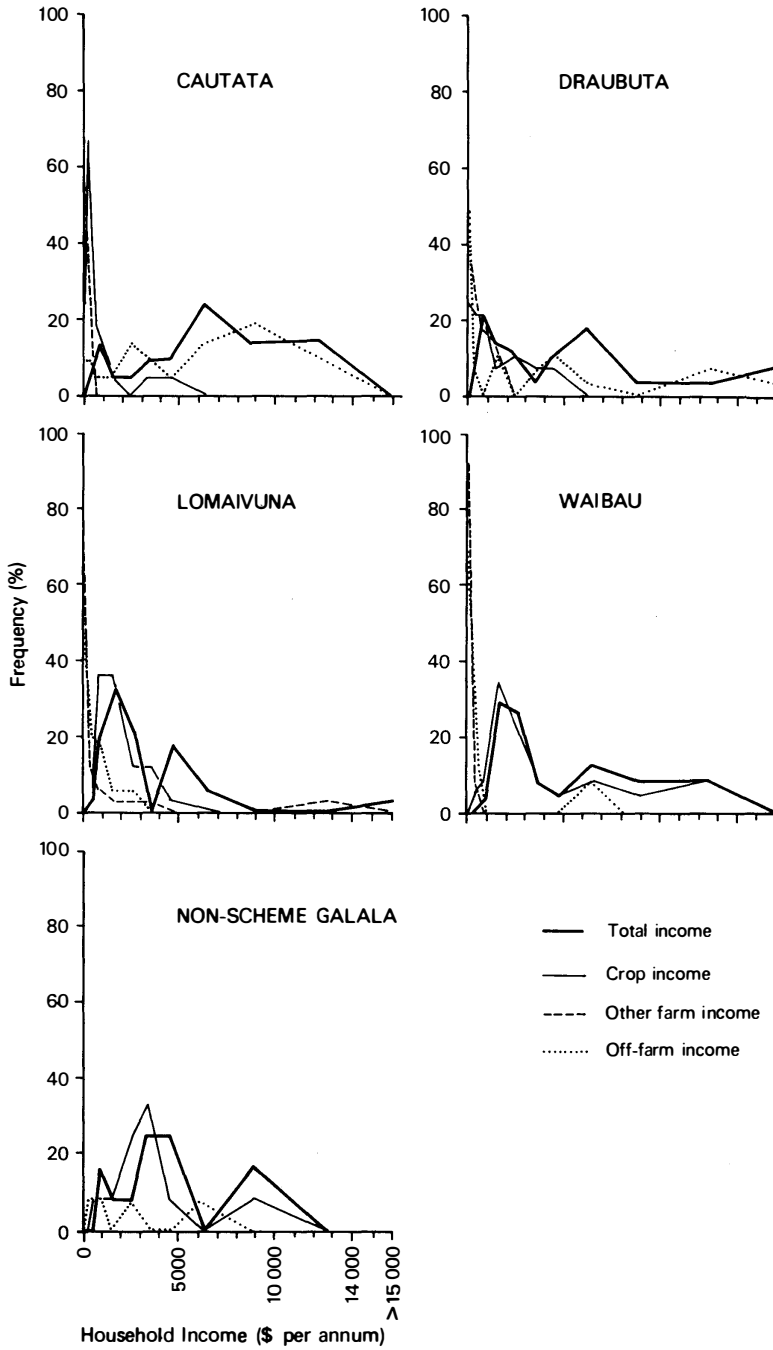 100
80
60
40
20
0
CAUTATA
DRAUBUTA
100
80
60
40
20
0
100
80
60
40
20
0
LOMAIVUNA
WAIBAU
100
80
60
40
20
0
Frequency (%)
100
80
60
40
20
0
NON-SCHEME GALALA
Total income
Crop income
Other farm income
Off-farm income
0
5000
10 000
14 000
> 15 000
Household Income ($ per annum)